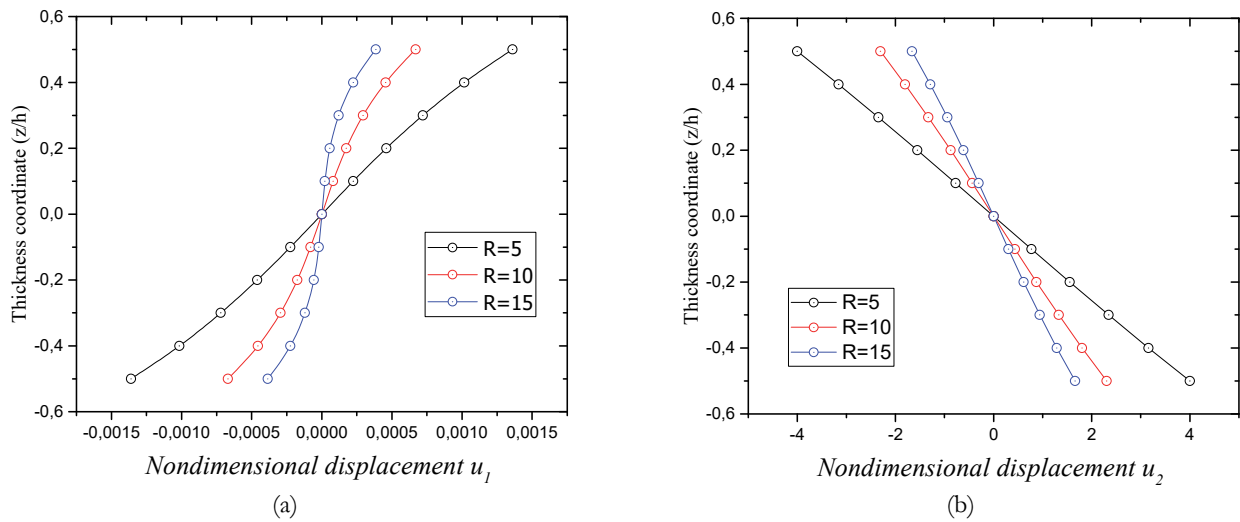 0,6
0,4
0,2
0,0
-0,2
-0,4
-0,6
Thickness coordinate (z/h)
R=5
R=10
R=15
-0,0015 -0,0010 -0,0005 0,0000 0,0005 0,0010 0,0015
Nondimensional displacement u1
(a)
0,6
0,4
0,2
0,0
-0,2
-0,4
-0,6
Thickness coordinate (z/h)
R=5
R=10
R=15
-4 -2 0 2 4
Nondimensional displacement u2
(b)